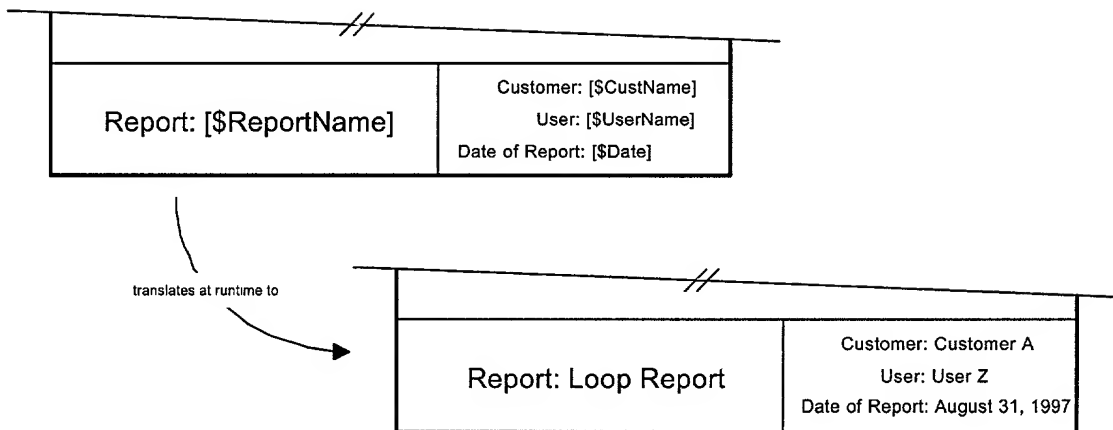 Report: [$ReportName]
Customer: [$CustName]
User: [$UserName]
Date of Report: [$Date]
translates at runtime to
Report: Loop Report
Customer: Customer A
User: User Z
Date of Report: August 31, 1997